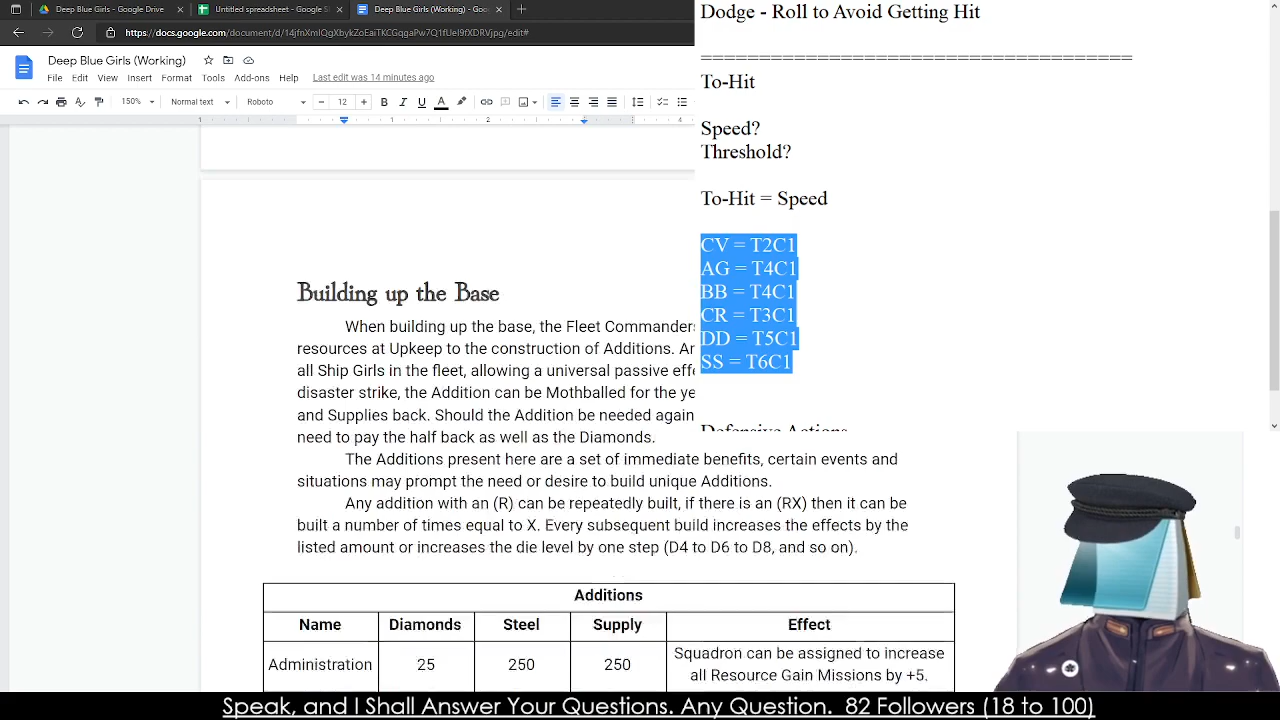 Deep Blue Girls - Google Drive
Untitled spreadsheet - Google S
Deep Blue Girls (Working) - Goo
https://docs.google.com/document/d/14jfnXmIQgXbykZoEaiTKCGqgaPw7Q1fUeI9fXDRVjpg/edit#
Deep Blue Girls (Working)
File Edit View Insert Format Tools Add-ons Help Last edit was 14 minutes ago
150% Normal text Roboto 12 B I U A
1 1 2 3 4
Building up the Base
When building up the base, the Fleet Commanders
resources at Upkeep to the construction of Additions. An
all Ship Girls in the fleet, allowing a universal passive effe
disaster strike, the Addition can be Mothballed for the ye
and Supplies back. Should the Addition be needed again
need to pay the half back as well as the Diamonds.
The Additions present here are a set of immediate benefits, certain events and
situations may prompt the need or desire to build unique Additions.
Any addition with an (R) can be repeatedly built, if there is an (RX) then it can be
built a number of times equal to X. Every subsequent build increases the effects by the
listed amount or increases the die level by one step (D4 to D6 to D8, and so on).
Additions
Name Diamonds Steel Supply Effect
Administration 25 250 250 Squadron can be assigned to increase
all Resource Gain Missions by +5.
Dodge - Roll to Avoid Getting Hit
=====================================
To-Hit
Speed?
Threshold?
To-Hit = Speed
CV = T2C1
AG = T4C1
BB = T4C1
CR = T3C1
DD = T5C1
SS = T6C1
Defensive Actions
Speak, and I Shall Answer Your Questions. Any Question. 82 Followers (18 to 100)